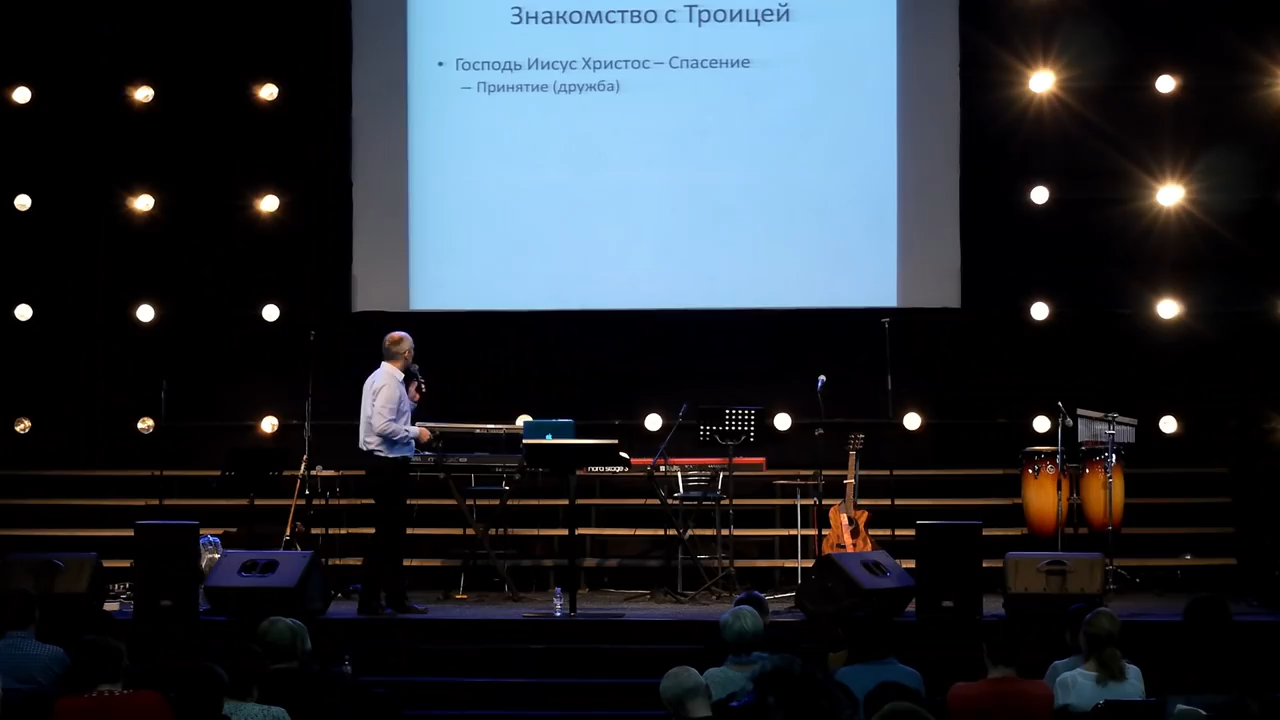 Знакомство с Троицей
• Господь Иисус Христос – Спасение
– Принятие (дружба)
nord stage